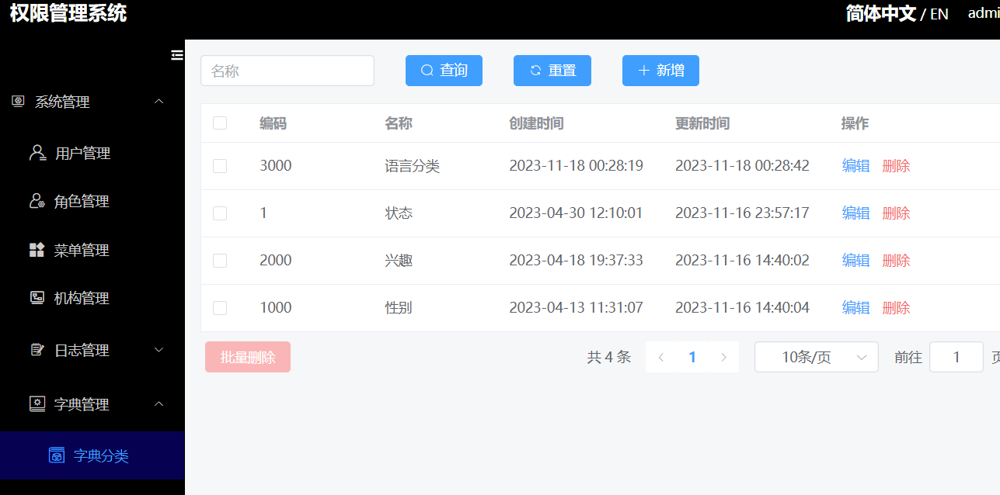 权限管理系统
简体中文 / EN admi
系统管理
用户管理
角色管理
菜单管理
机构管理
日志管理
字典管理
字典分类
名称 查询 重置 新增
编码 名称 创建时间 更新时间 操作
3000 语言分类 2023-11-18 00:28:19 2023-11-18 00:28:42 编辑 删除
1 状态 2023-04-30 12:10:01 2023-11-16 23:57:17 编辑 删除
2000 兴趣 2023-04-18 19:37:33 2023-11-16 14:40:02 编辑 删除
1000 性别 2023-04-13 11:31:07 2023-11-16 14:40:04 编辑 删除
批量删除 共 4 条 1 10条/页 前往 1